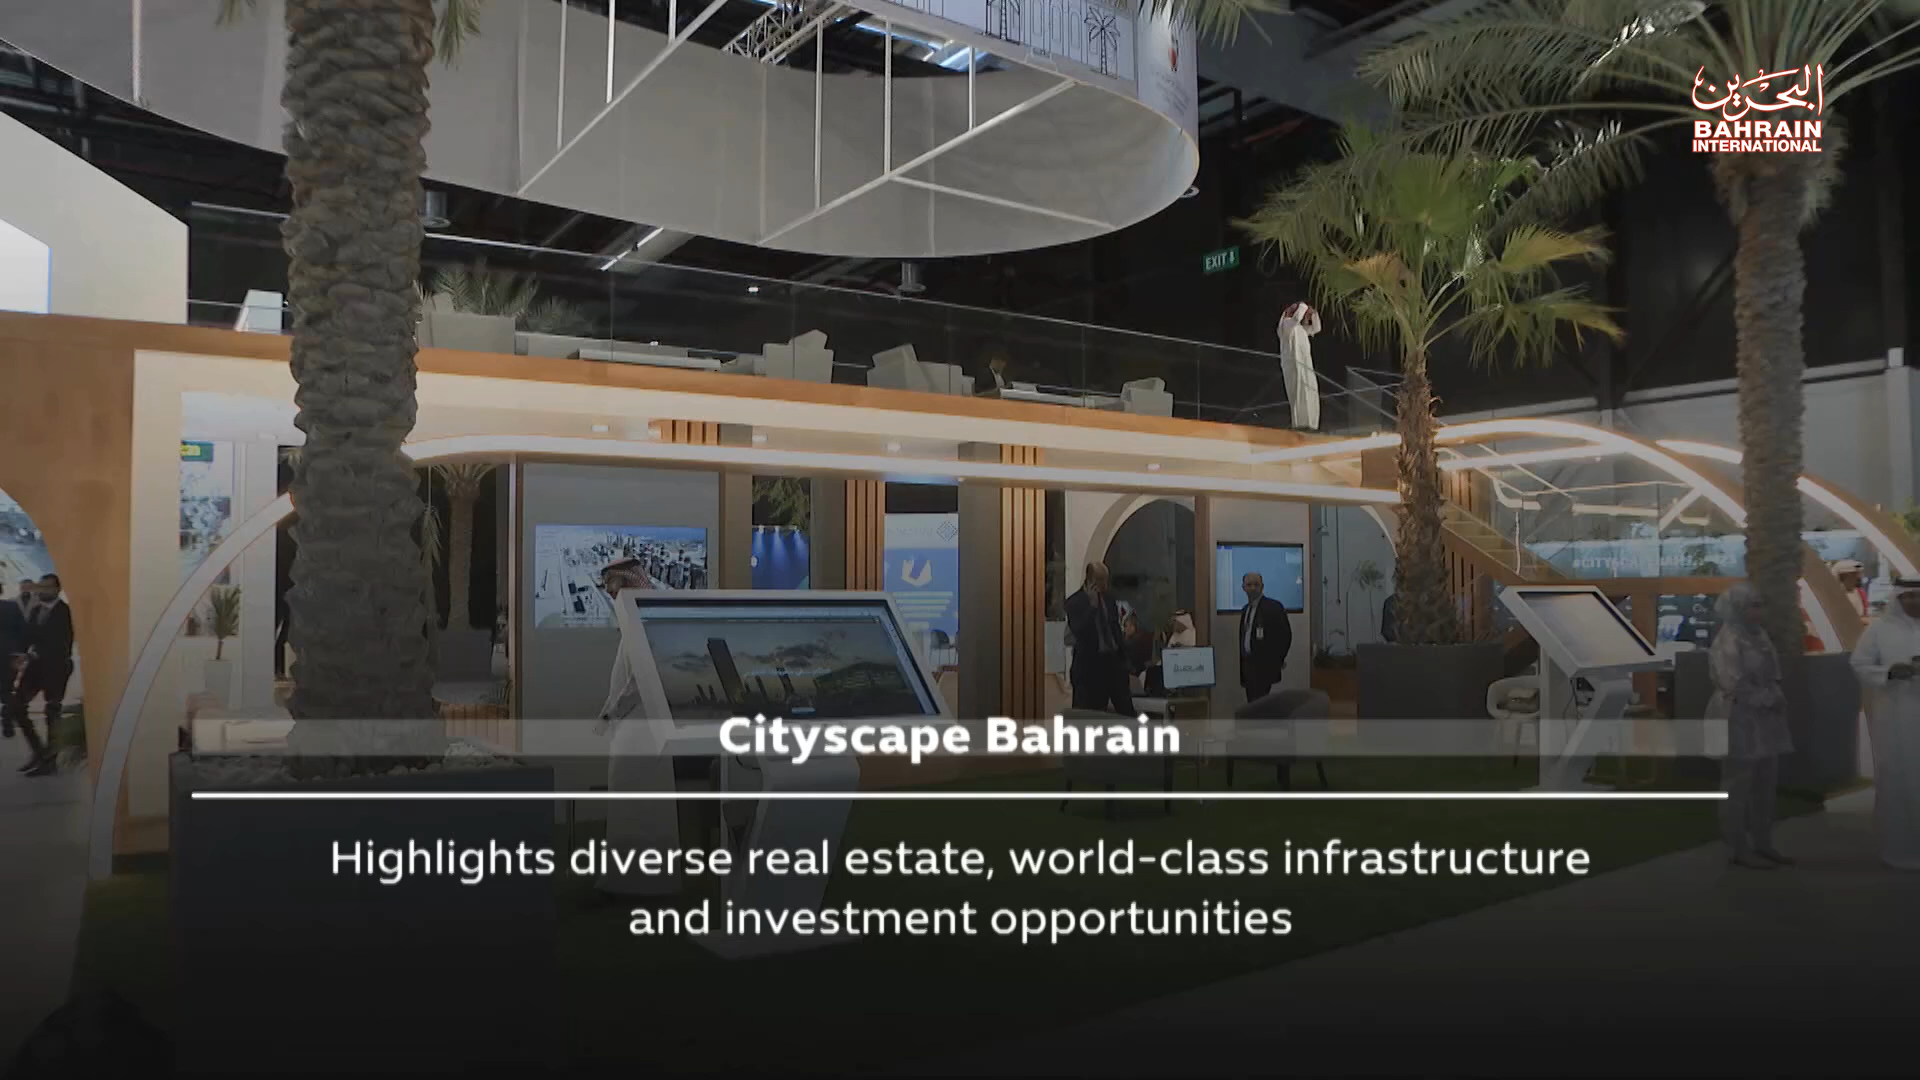 البحرين
BAHRAIN
INTERNATIONAL
EXIT
Cityscape Bahrain
Highlights diverse real estate, world-class infrastructure
and investment opportunities